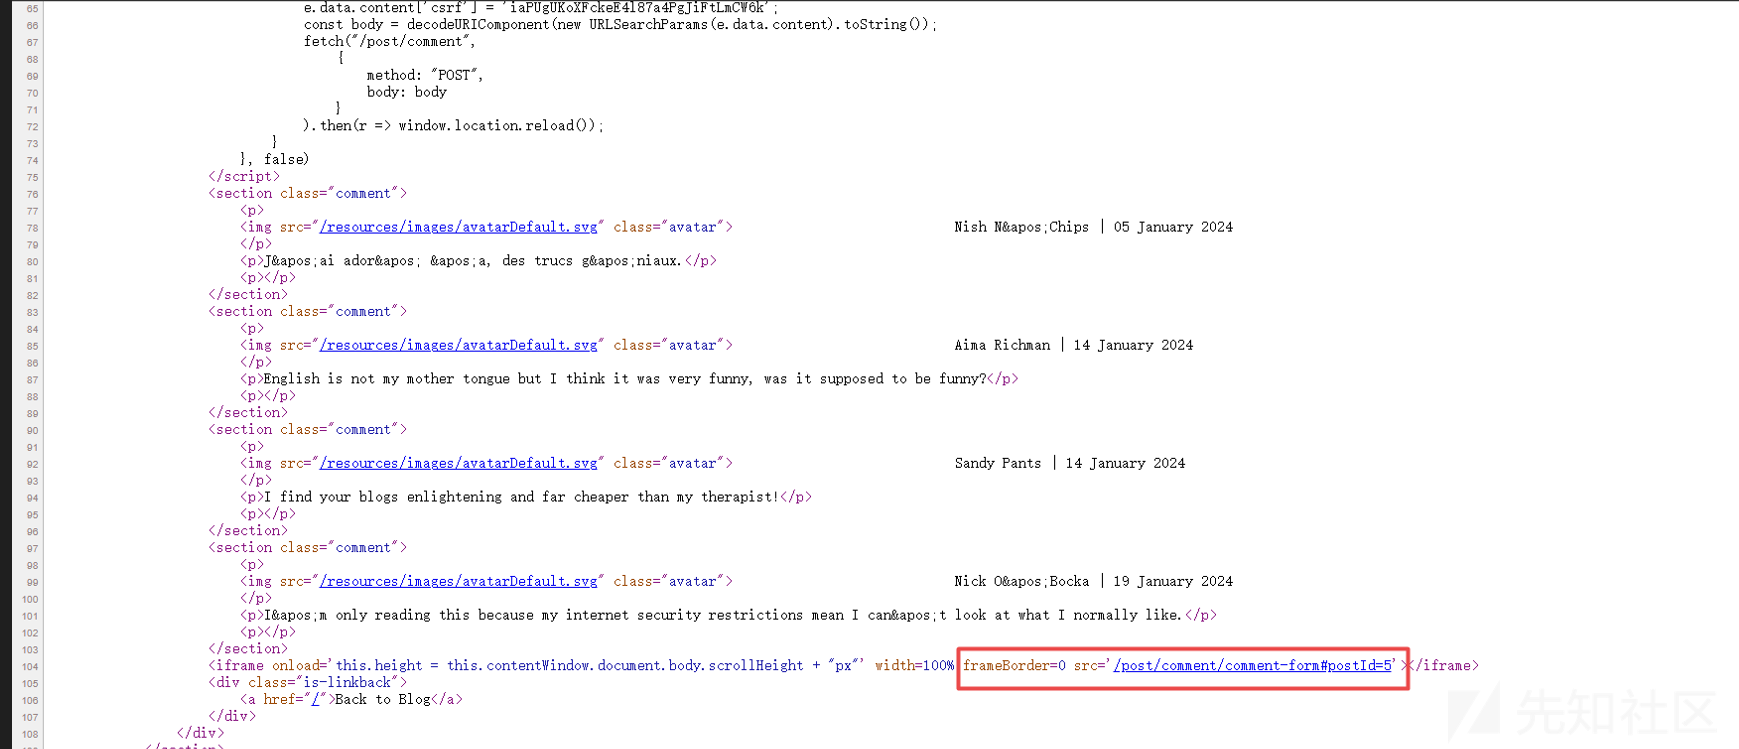 65 e.data.content['csrf'] = 'iaPUgUKoXFckeE4l87a4PgJiFtLmCW6k';
66 const body = decodeURIComponent(new URLSearchParams(e.data.content).toString());
67 fetch("/post/comment",
68 {
69 method: "POST",
70 body: body
71 }
72 ).then(r => window.location.reload());
73 }
74 }, false)
75 </script>
76 <section class="comment">
77 <p>
78 <img src="/resources/images/avatarDefault.svg" class="avatar"> Nish N&apos;Chips | 05 January 2024
79 </p>
80 <p>J&apos;ai ador&apos; &apos;a, des trucs g&apos;niaux.</p>
81 <p></p>
82 </section>
83 <section class="comment">
84 <p>
85 <img src="/resources/images/avatarDefault.svg" class="avatar"> Aima Richman | 14 January 2024
86 </p>
87 <p>English is not my mother tongue but I think it was very funny, was it supposed to be funny?</p>
88 <p></p>
89 </section>
90 <section class="comment">
91 <p>
92 <img src="/resources/images/avatarDefault.svg" class="avatar"> Sandy Pants | 14 January 2024
93 </p>
94 <p>I find your blogs enlightening and far cheaper than my therapist!</p>
95 <p></p>
96 </section>
97 <section class="comment">
98 <p>
99 <img src="/resources/images/avatarDefault.svg" class="avatar"> Nick O&apos;Bocka | 19 January 2024
100 </p>
101 <p>I&apos;m only reading this because my internet security restrictions mean I can&apos;t look at what I normally like.</p>
102 <p></p>
103 </section>
104 <iframe onload='this.height = this.contentWindow.document.body.scrollHeight + "px"' width=100% frameBorder=0 src='/post/comment/comment-form#postId=5'></iframe>
105 <div class="is-linkback">
106 <a href="/">Back to Blog</a>
107 </div>
108 </div>
</section>
先知社区